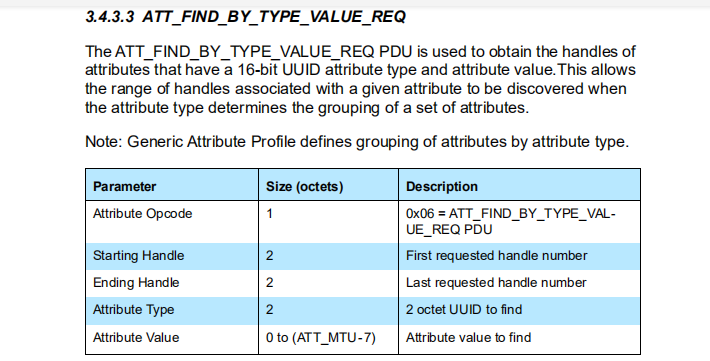 3.4.3.3 ATT_FIND_BY_TYPE_VALUE_REQ
The ATT_FIND_BY_TYPE_VALUE_REQ PDU is used to obtain the handles of
attributes that have a 16-bit UUID attribute type and attribute value.This allows
the range of handles associated with a given attribute to be discovered when
the attribute type determines the grouping of a set of attributes.
Note: Generic Attribute Profile defines grouping of attributes by attribute type.
Parameter Size (octets) Description
Attribute Opcode 1 0x06 = ATT_FIND_BY_TYPE_VAL-
UE_REQ PDU
Starting Handle 2 First requested handle number
Ending Handle 2 Last requested handle number
Attribute Type 2 2 octet UUID to find
Attribute Value 0 to (ATT_MTU-7) Attribute value to find